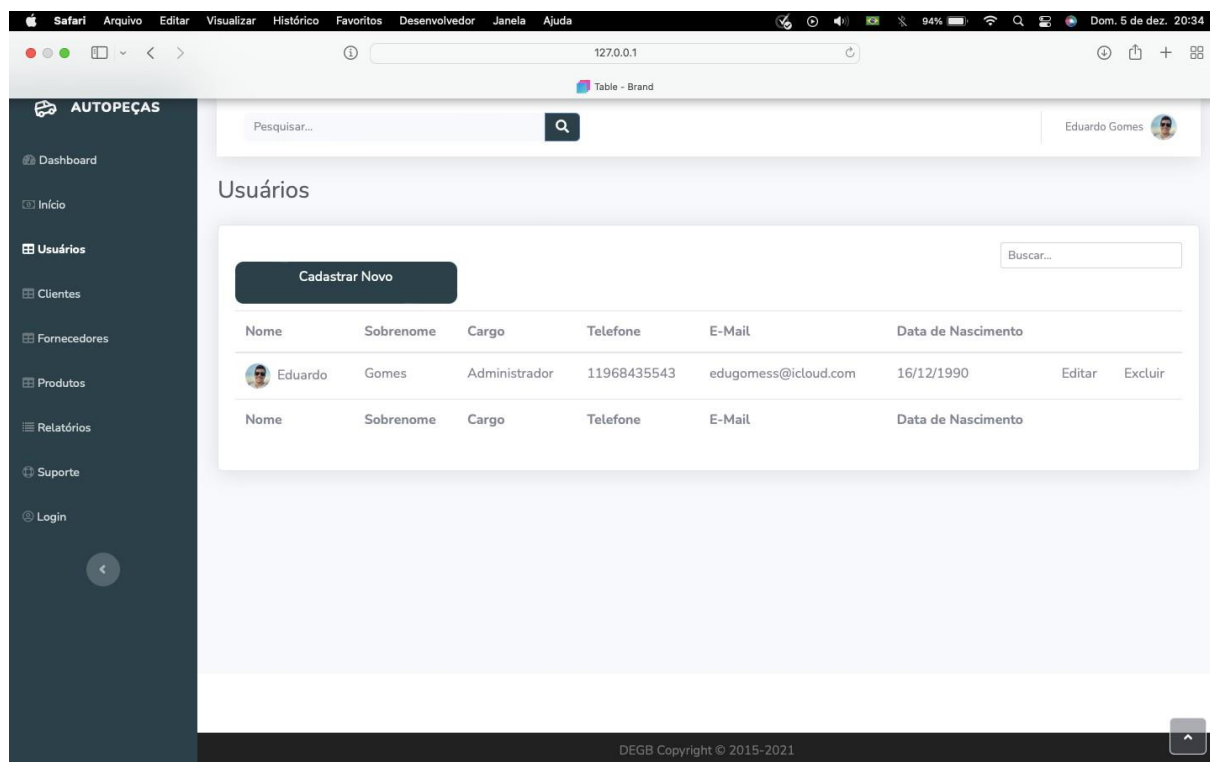 Safari Arquivo Editar Visualizar Histórico Favoritos Desenvolvedor Janela Ajuda 94% Dom. 5 de dez. 20:34
127.0.0.1
Table - Brand
AUTOPEÇAS
Pesquisar...
Eduardo Gomes
Dashboard
Início
Usuários
Clientes
Fornecedores
Produtos
Relatórios
Suporte
Login
Usuários
Buscar...
Cadastrar Novo
Nome Sobrenome Cargo Telefone E-Mail Data de Nascimento
Eduardo Gomes Administrador 11968435543 edugomess@icloud.com 16/12/1990 Editar Excluir
Nome Sobrenome Cargo Telefone E-Mail Data de Nascimento
DEGB Copyright © 2015-2021